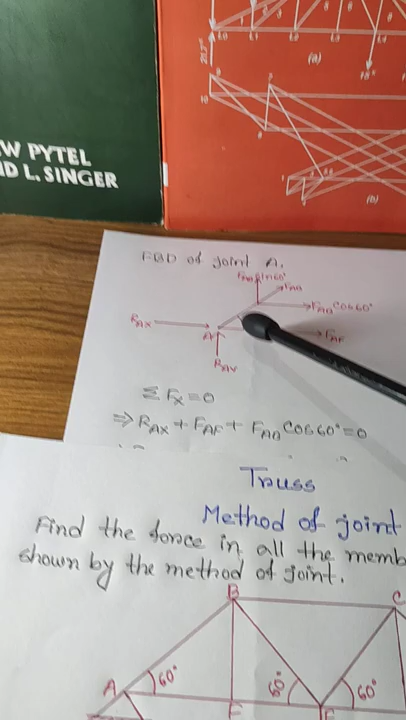 W PYTEL
D L. SINGER
(a)
(b)
FBD of joint A.
F_AB sin60°
F_AB
F_AB cos60°
R_AX
A
F_AF
R_AV
Σ F_X = 0
⇒ R_AX + F_AF + F_AB Cos60° = 0
Truss
Method of joint
Find the force in all the memb
shown by the method of joint.
B
C
A
60°
60°
60°